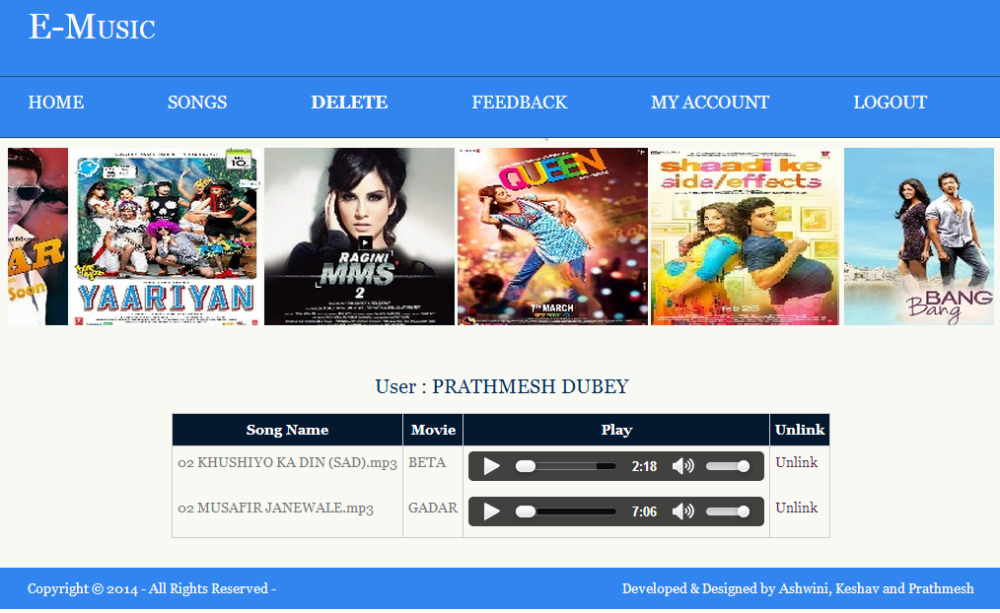 E-MUSIC
HOME SONGS DELETE FEEDBACK MY ACCOUNT LOGOUT
AR
Soon
10
YAARIYAN
RAGINI
MMS
2
QUEEN
7TH MARCH
shaadi ke
side/effects
feb 28
BANG
Bang
User : PRATHMESH DUBEY
Song Name Movie Play Unlink
02 KHUSHIYO KA DIN (SAD).mp3 BETA 2:18 Unlink
02 MUSAFIR JANEWALE.mp3 GADAR 7:06 Unlink
Copyright © 2014 - All Rights Reserved - Developed & Designed by Ashwini, Keshav and Prathmesh